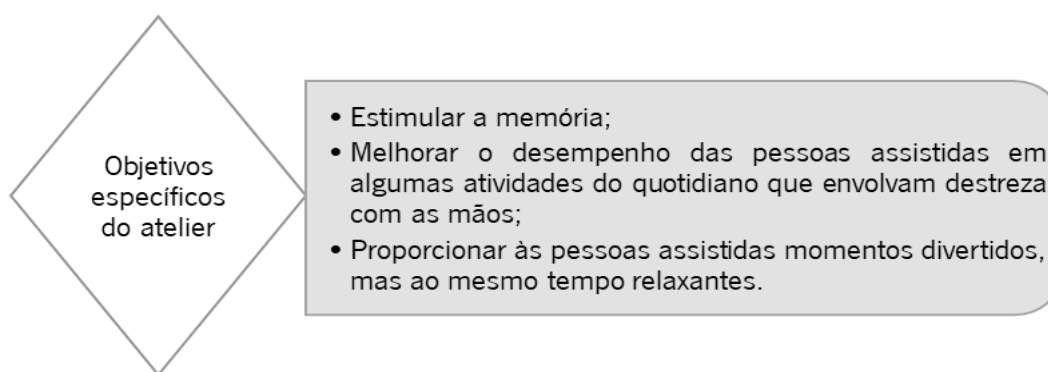 Objetivos
específicos
do atelier
• Estimular a memória;
• Melhorar o desempenho das pessoas assistidas em
algumas atividades do quotidiano que envolvam destreza
com as mãos;
• Proporcionar às pessoas assistidas momentos divertidos,
mas ao mesmo tempo relaxantes.